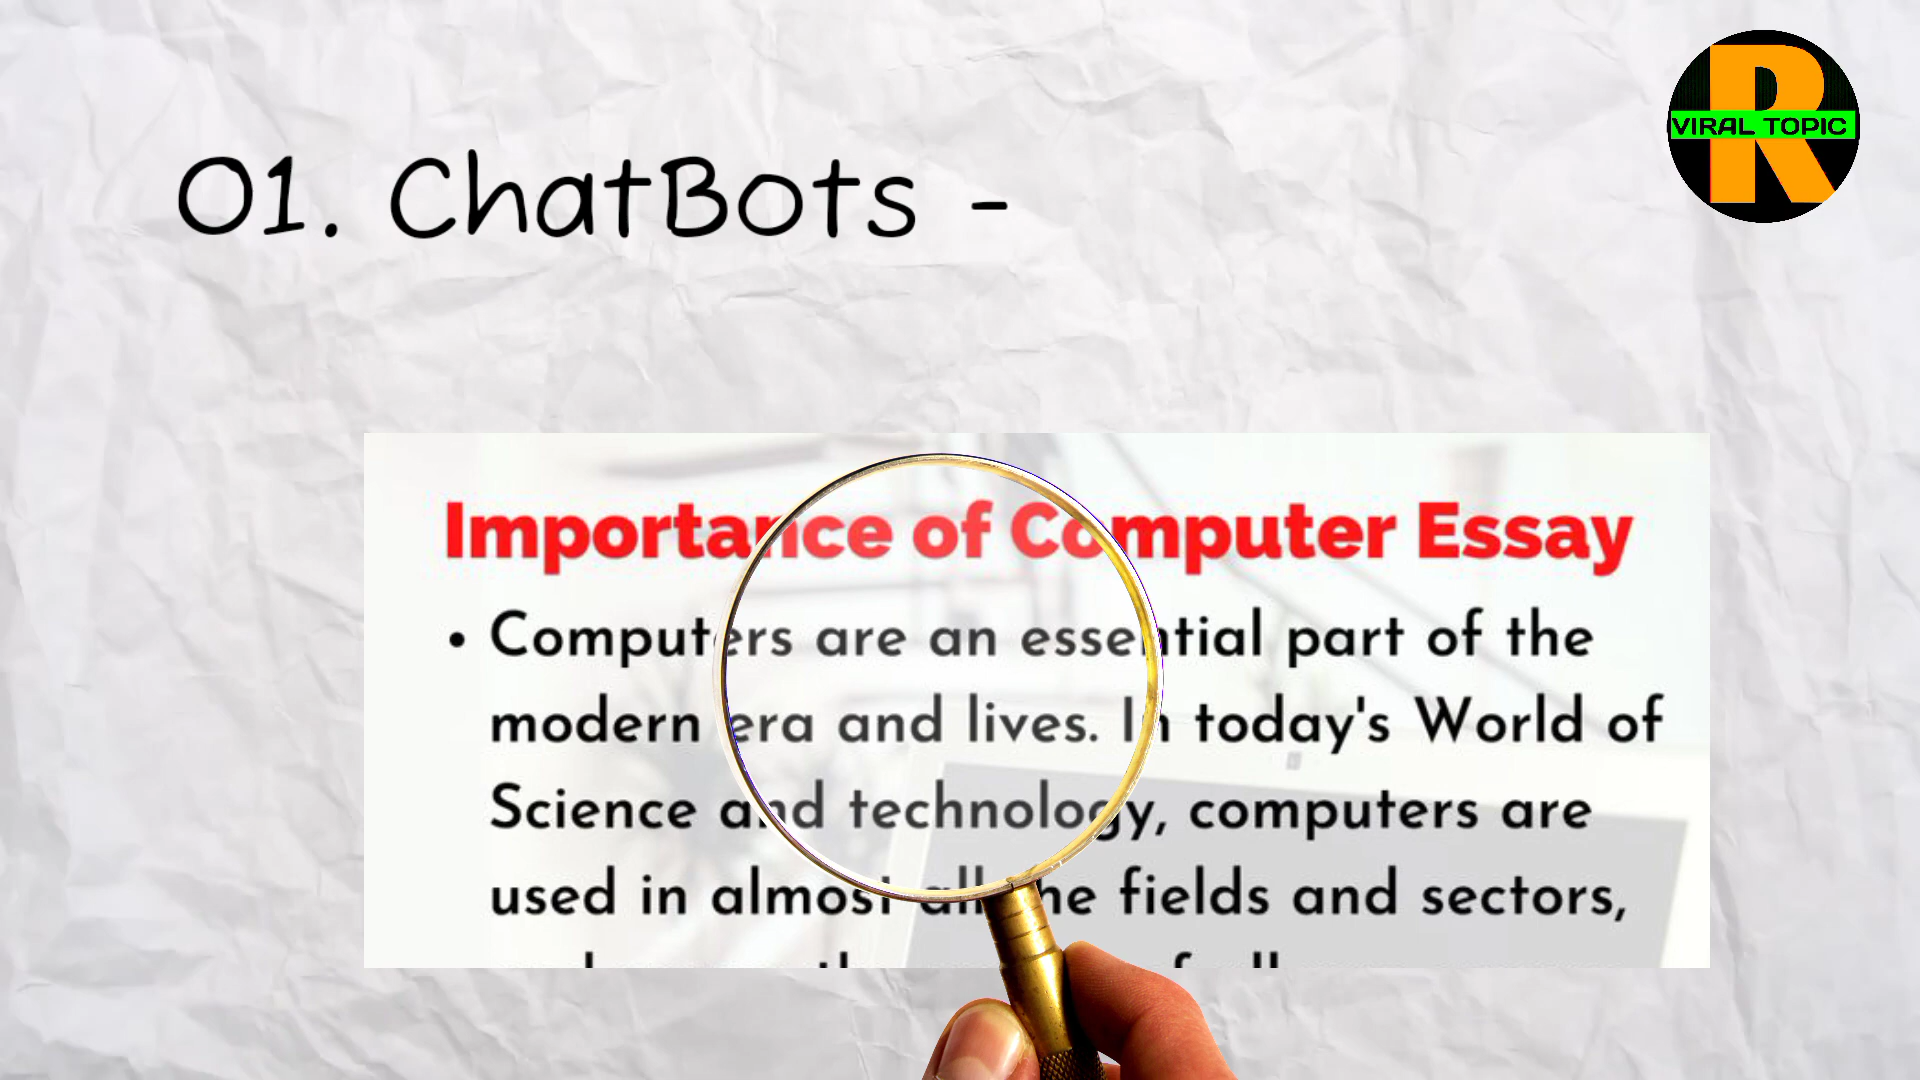 01. ChatBots -
R
VIRAL TOPIC
Importance of Computer Essay
• Computers are an essential part of the
modern era and lives. In today's World of
Science and technology, computers are
used in almost all the fields and sectors,